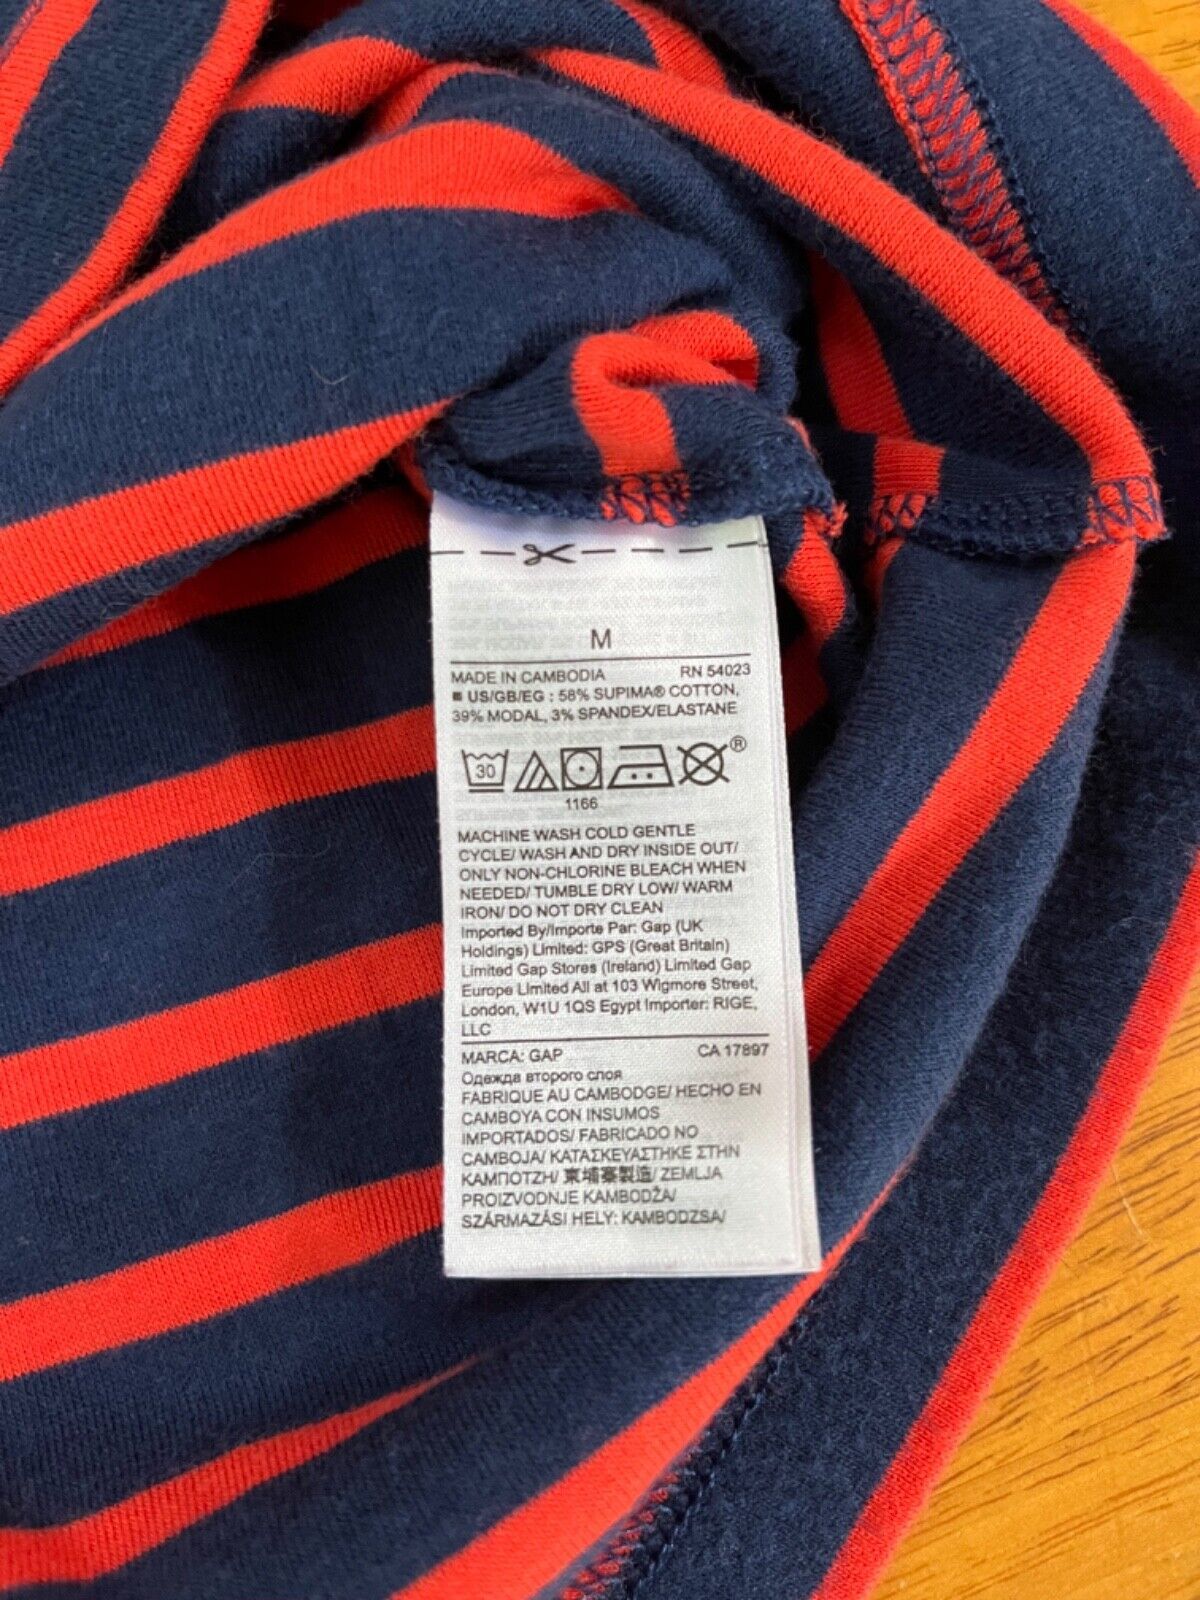 M
MADE IN CAMBODIA RN 54023
■ US/GB/EG : 58% SUPIMA® COTTON,
39% MODAL, 3% SPANDEX/ELASTANE
30 ®
1166
MACHINE WASH COLD GENTLE
CYCLE/ WASH AND DRY INSIDE OUT/
ONLY NON-CHLORINE BLEACH WHEN
NEEDED/ TUMBLE DRY LOW/ WARM
IRON/ DO NOT DRY CLEAN
Imported By/Importe Par: Gap (UK
Holdings) Limited: GPS (Great Britain)
Limited Gap Stores (Ireland) Limited Gap
Europe Limited All at 103 Wigmore Street,
London, W1U 1QS Egypt Importer: RIGE,
LLC
MARCA: GAP CA 17897
Одежда второго слоя
FABRIQUE AU CAMBODGE/ HECHO EN
CAMBOYA CON INSUMOS
IMPORTADOS/ FABRICADO NO
CAMBOJA/ ΚΑΤΑΣΚΕΥΑΣΤΗΚΕ ΣΤΗΝ
ΚΑΜΠΟΤΖΗ/ 柬埔寨製造/ ZEMLJA
PROIZVODNJE KAMBODŽA/
SZÁRMAZÁSI HELY: KAMBODZSA/